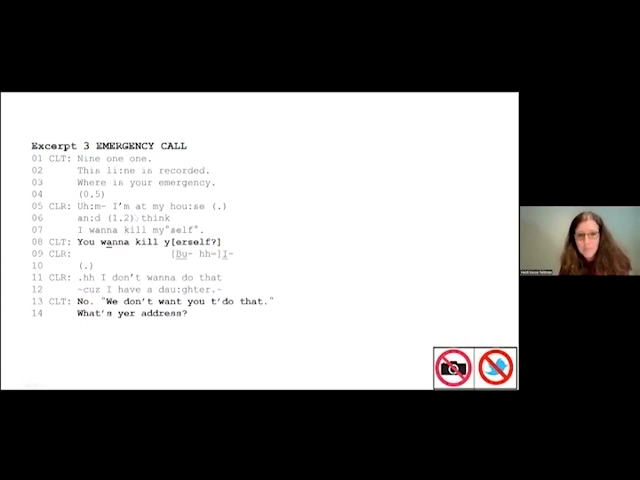 Excerpt 3 EMERGENCY CALL
01 CLT: Nine one one.
02 This li:ne is recorded.
03 Where is your emergency.
04 (0.5)
05 CLR: Uh:m- I'm at my hou:se (.)
06 an:d (1.2) think
07 I wanna kill my°self°.
08 CLT: You wanna kill y[erself?]
09 CLR: [Bu- hh=]I-
10 (.)
11 CLR: .hh I don't wanna do that
12 ~cuz I have a dau:ghter.~
13 CLT: No. °We don't want you t'do that.°
14 What's yer address?